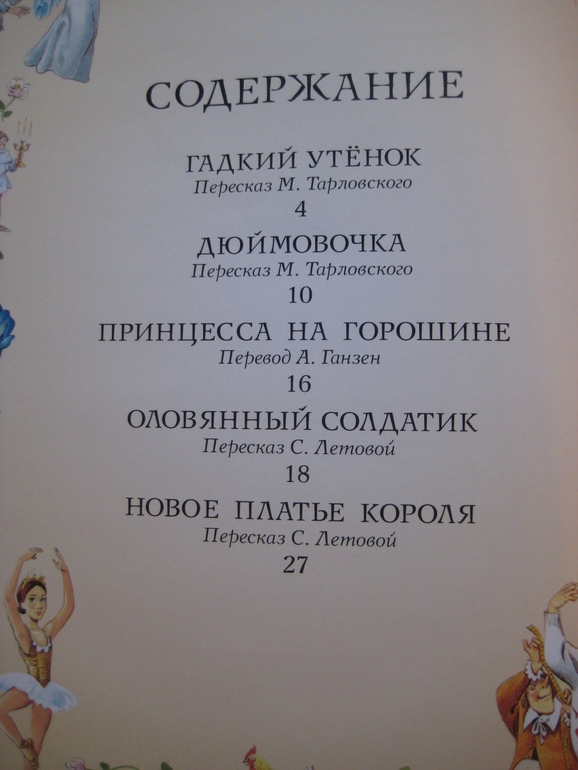 СОДЕРЖАНИЕ
ГАДКИЙ УТЁНОК
Пересказ М. Тарловского
4
ДЮЙМОВОЧКА
Пересказ М. Тарловского
10
ПРИНЦЕССА НА ГОРОШИНЕ
Перевод А. Ганзен
16
ОЛОВЯННЫЙ СОЛДАТИК
Пересказ С. Летовой
18
НОВОЕ ПЛАТЬЕ КОРОЛЯ
Пересказ С. Летовой
27